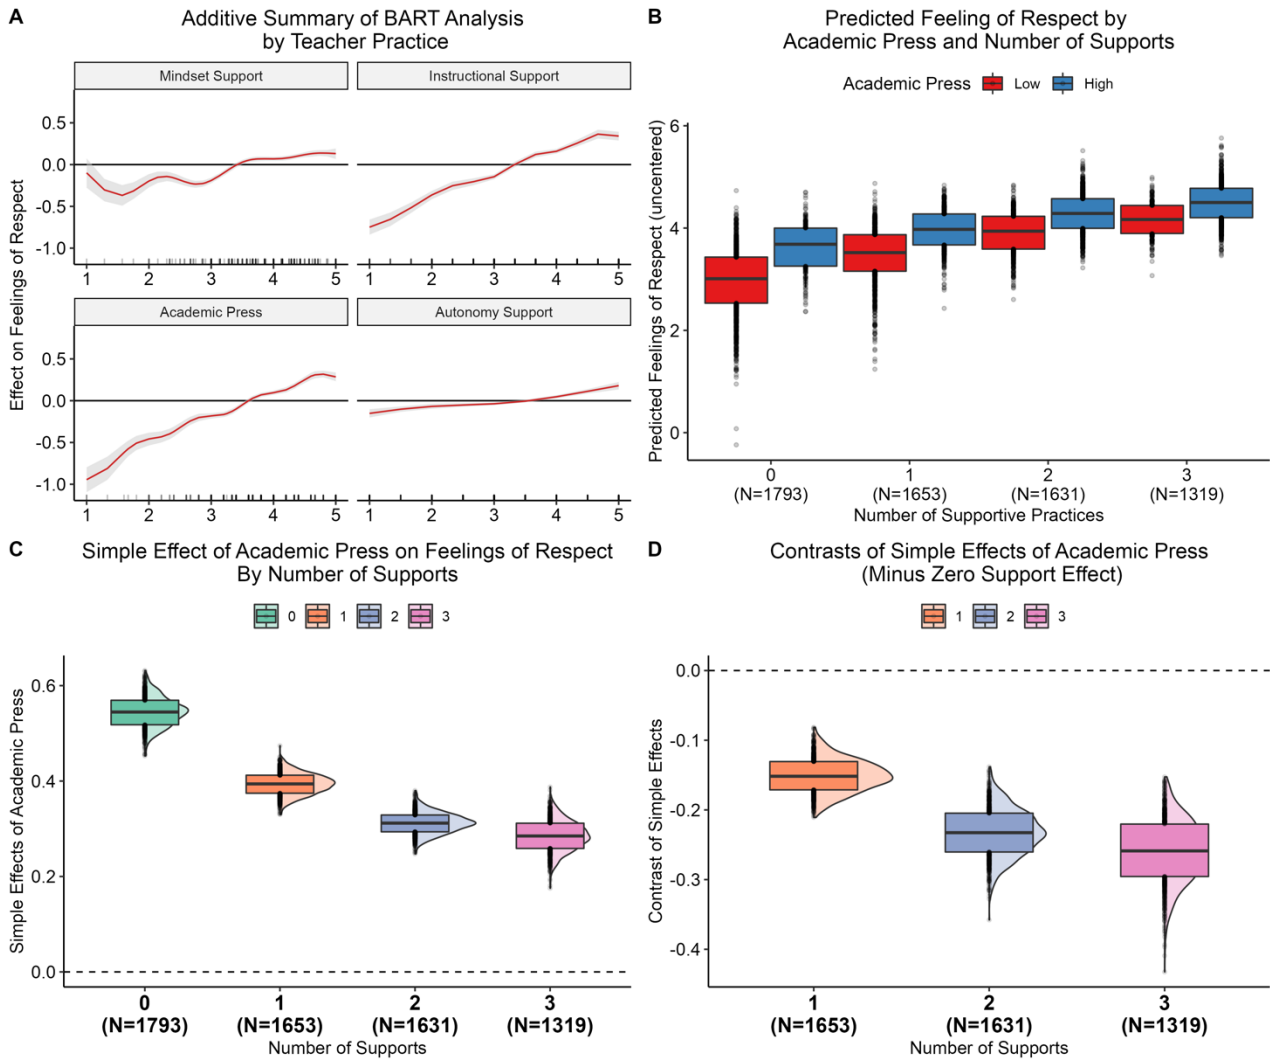 A
Additive Summary of BART Analysis
by Teacher Practice
Mindset Support
Instructional Support
0.5
0.0
-0.5
-1.0
1 2 3 4 5
1 2 3 4 5
Academic Press
Autonomy Support
0.5
0.0
-0.5
-1.0
1 2 3 4 5
1 2 3 4 5
Effect on Feelings of Respect
B
Predicted Feeling of Respect by
Academic Press and Number of Supports
Academic Press Low High
Predicted Feelings of Respect (uncentered)
6
4
2
0
0 1 2 3
(N=1793) (N=1653) (N=1631) (N=1319)
Number of Supportive Practices
C
Simple Effect of Academic Press on Feelings of Respect
By Number of Supports
0 1 2 3
Simple Effects of Academic Press
0.6
0.4
0.2
0.0
0 1 2 3
(N=1793) (N=1653) (N=1631) (N=1319)
Number of Supports
D
Contrasts of Simple Effects of Academic Press
(Minus Zero Support Effect)
1 2 3
Contrast of Simple Effects
0.0
-0.1
-0.2
-0.3
-0.4
1 2 3
(N=1653) (N=1631) (N=1319)
Number of Supports